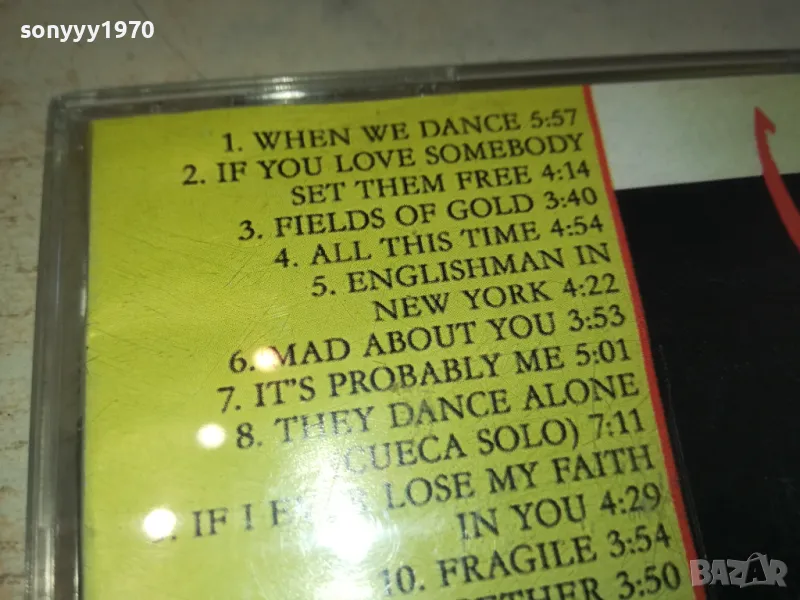 sonyyy1970
1. WHEN WE DANCE 5:57
2. IF YOU LOVE SOMEBODY
SET THEM FREE 4:14
3. FIELDS OF GOLD 3:40
4. ALL THIS TIME 4:54
5. ENGLISHMAN IN
NEW YORK 4:22
6. MAD ABOUT YOU 3:53
7. IT'S PROBABLY ME 5:01
8. THEY DANCE ALONE
(CUECA SOLO) 7:11
IF I EVER LOSE MY FAITH
IN YOU 4:29
10. FRAGILE 3:54
3:50
BAZAR